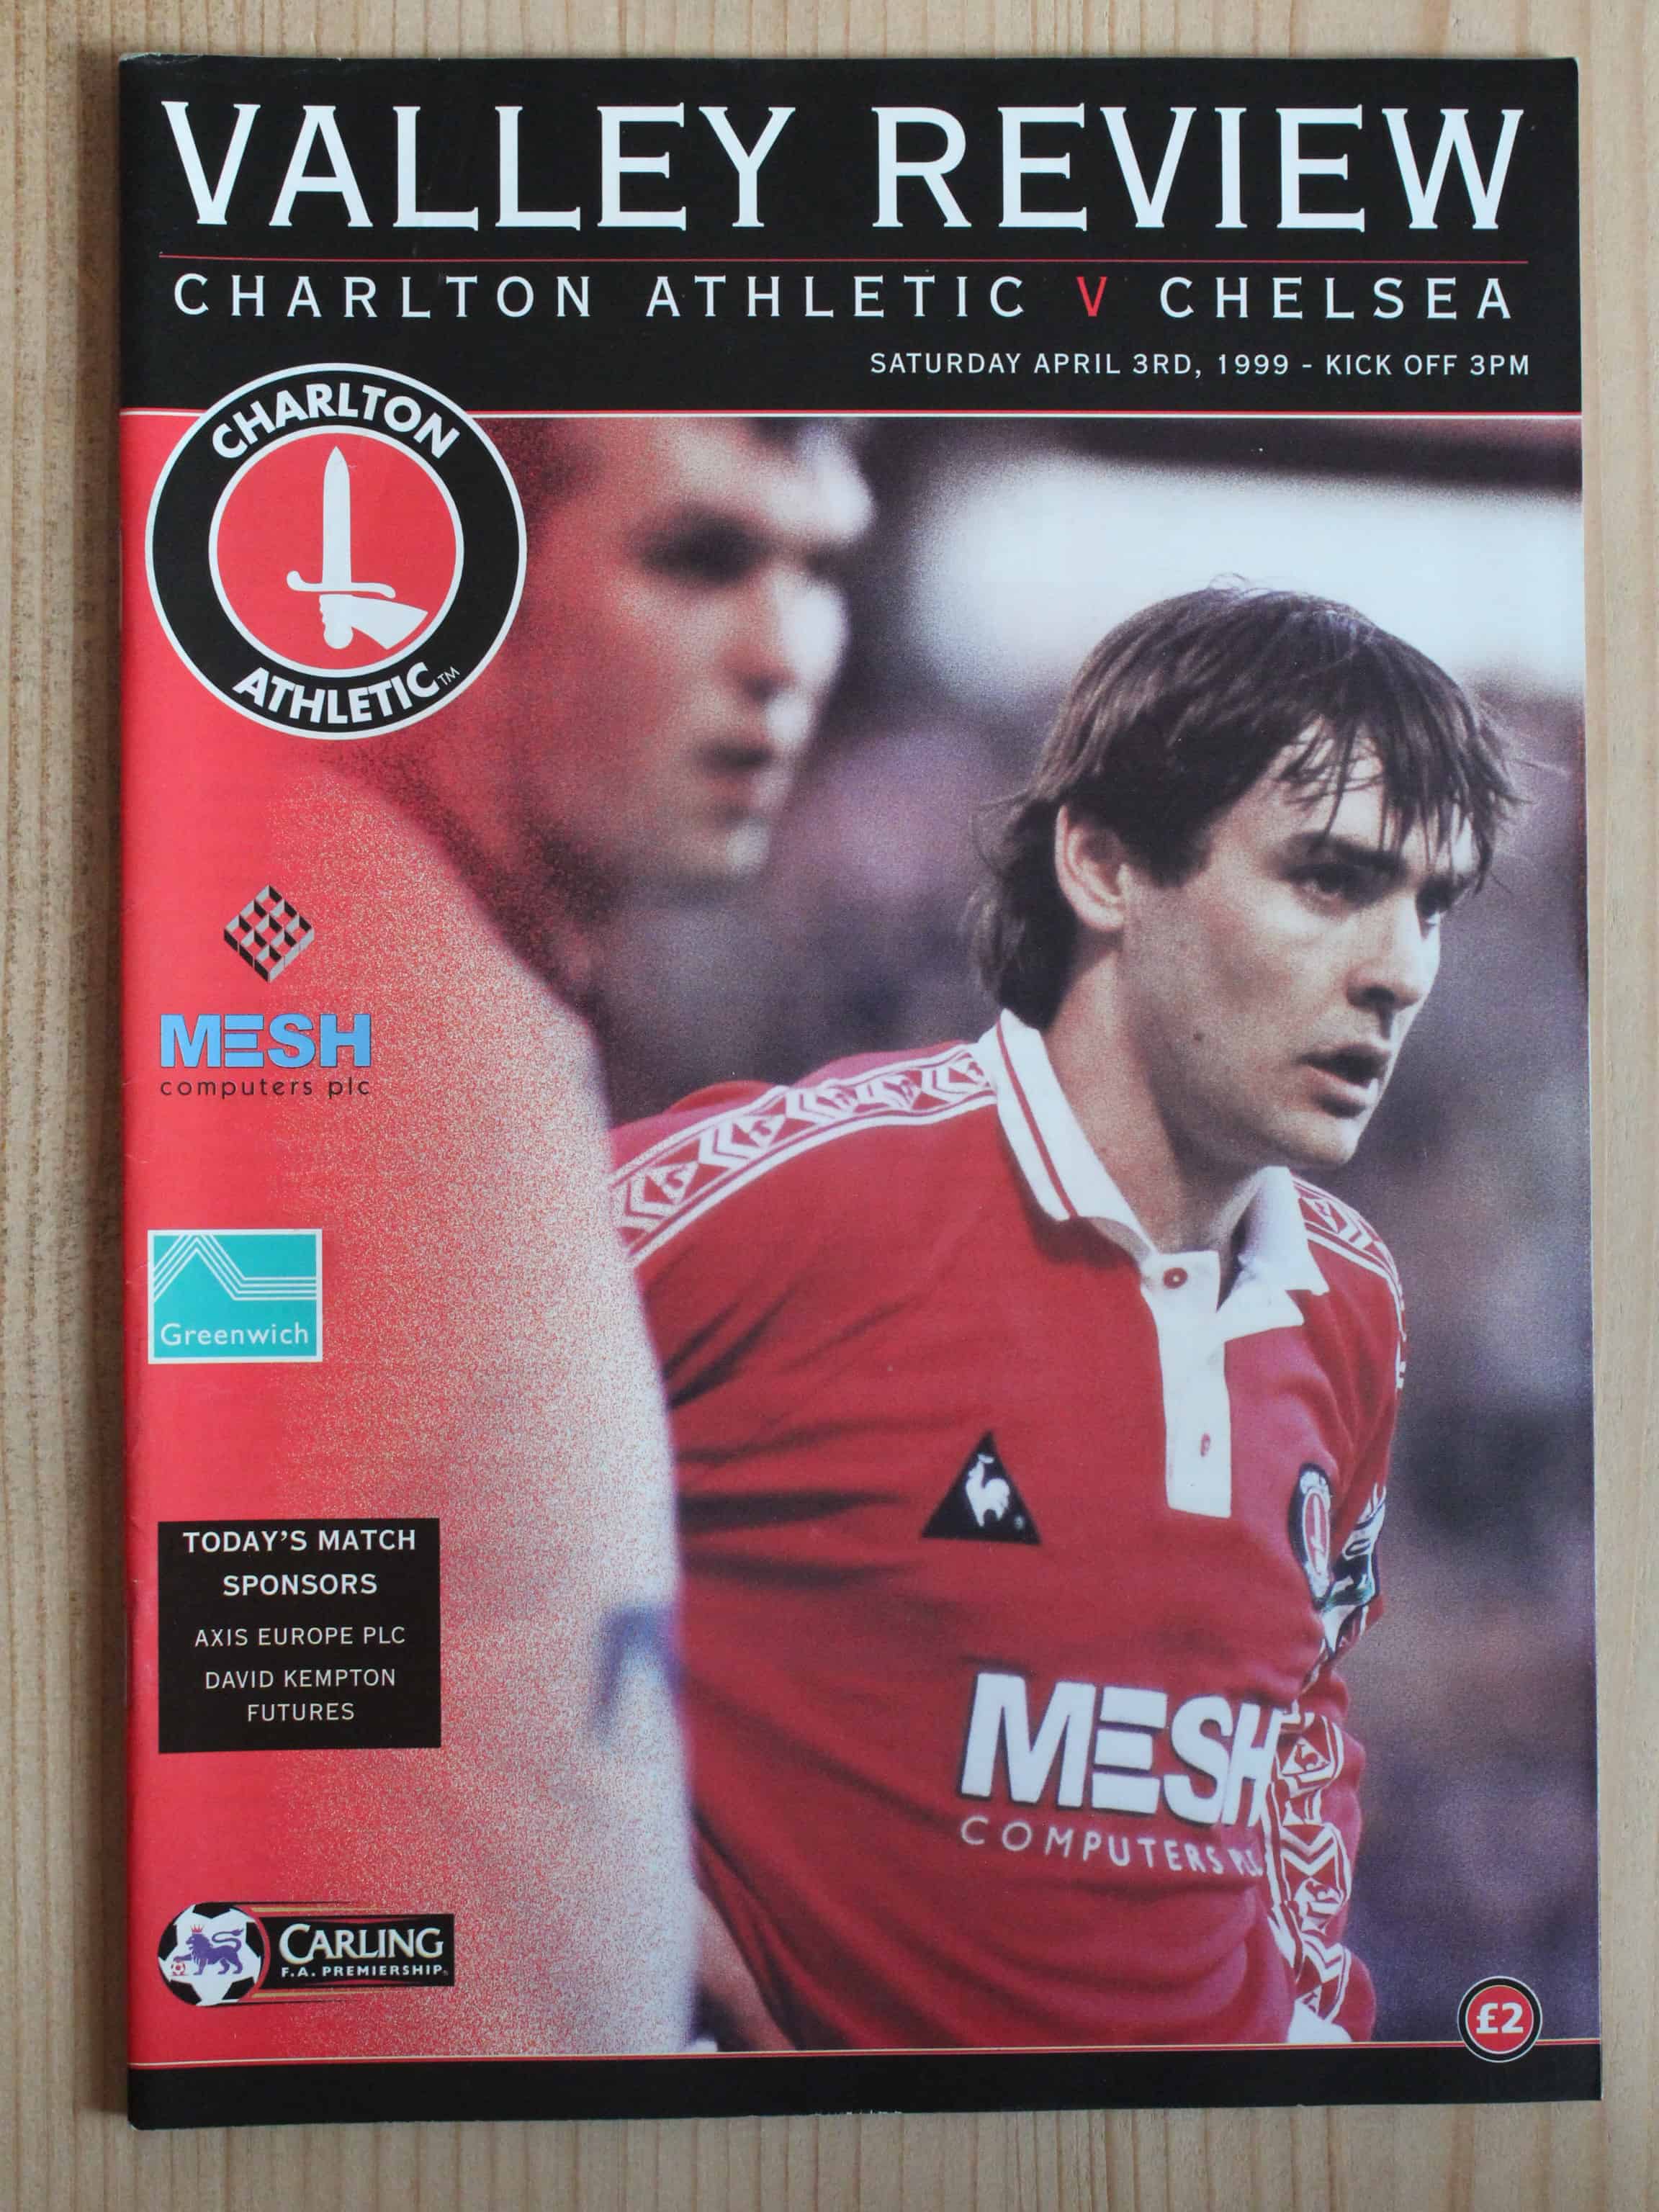 VALLEY REVIEW
CHARLTON ATHLETIC V CHELSEA
SATURDAY APRIL 3RD, 1999 - KICK OFF 3PM
CHARLTON
ATHLETIC™
MESH
computers plc
Greenwich
TODAY'S MATCH
SPONSORS
AXIS EUROPE PLC
DAVID KEMPTON
FUTURES
MESH
COMPUTERS PLC
CARLING
F.A. PREMIERSHIP
£2